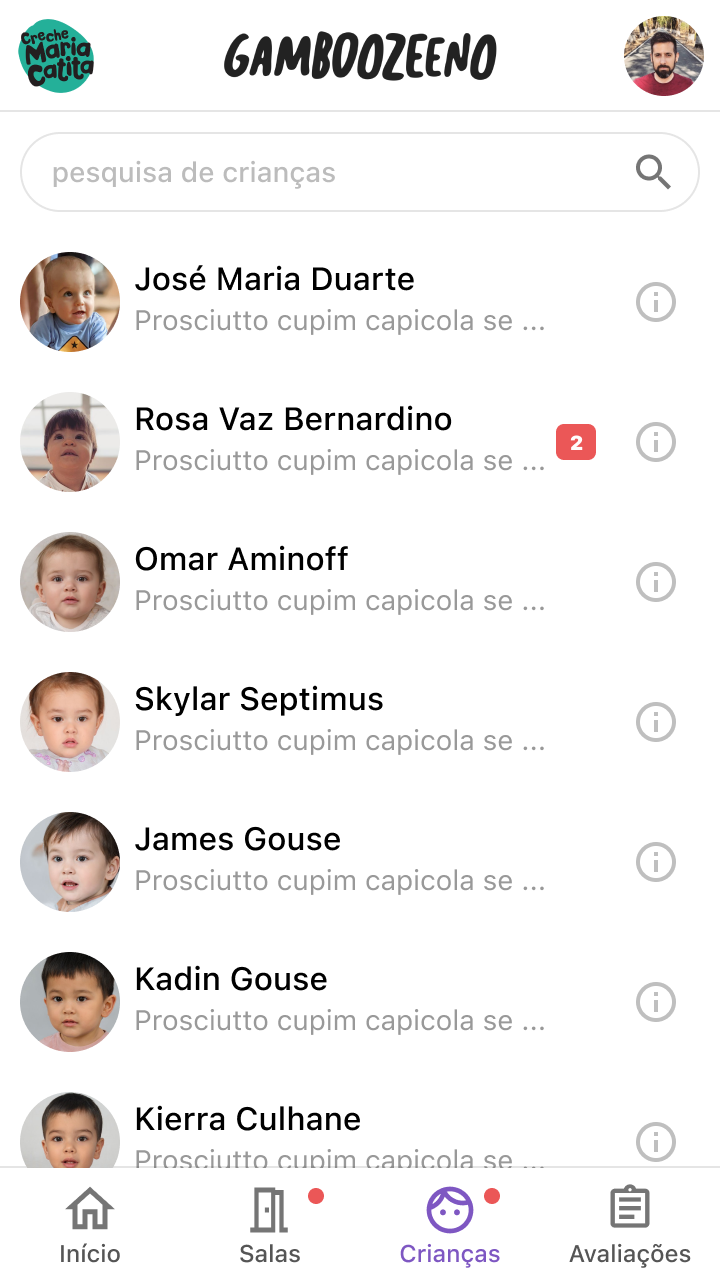 Creche
Maria
Catita
GAMBOOZEENO
pesquisa de crianças
José Maria Duarte
Prosciutto cupim capicola se ...
Rosa Vaz Bernardino
Prosciutto cupim capicola se ...
2
Omar Aminoff
Prosciutto cupim capicola se ...
Skylar Septimus
Prosciutto cupim capicola se ...
James Gouse
Prosciutto cupim capicola se ...
Kadin Gouse
Prosciutto cupim capicola se ...
Kierra Culhane
Prosciutto cupim capicola se ...
Início Salas Crianças Avaliações